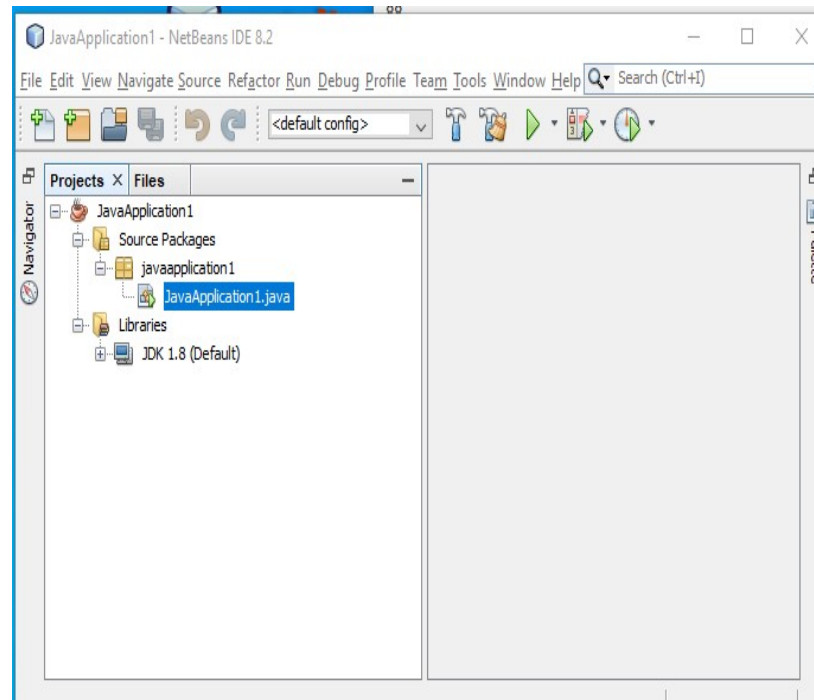 JavaApplication1 - NetBeans IDE 8.2
File Edit View Navigate Source Refactor Run Debug Profile Team Tools Window Help Search (Ctrl+I)
<default config>
Projects Files
Navigator
JavaApplication1
Source Packages
javaapplication1
JavaApplication1.java
Libraries
JDK 1.8 (Default)